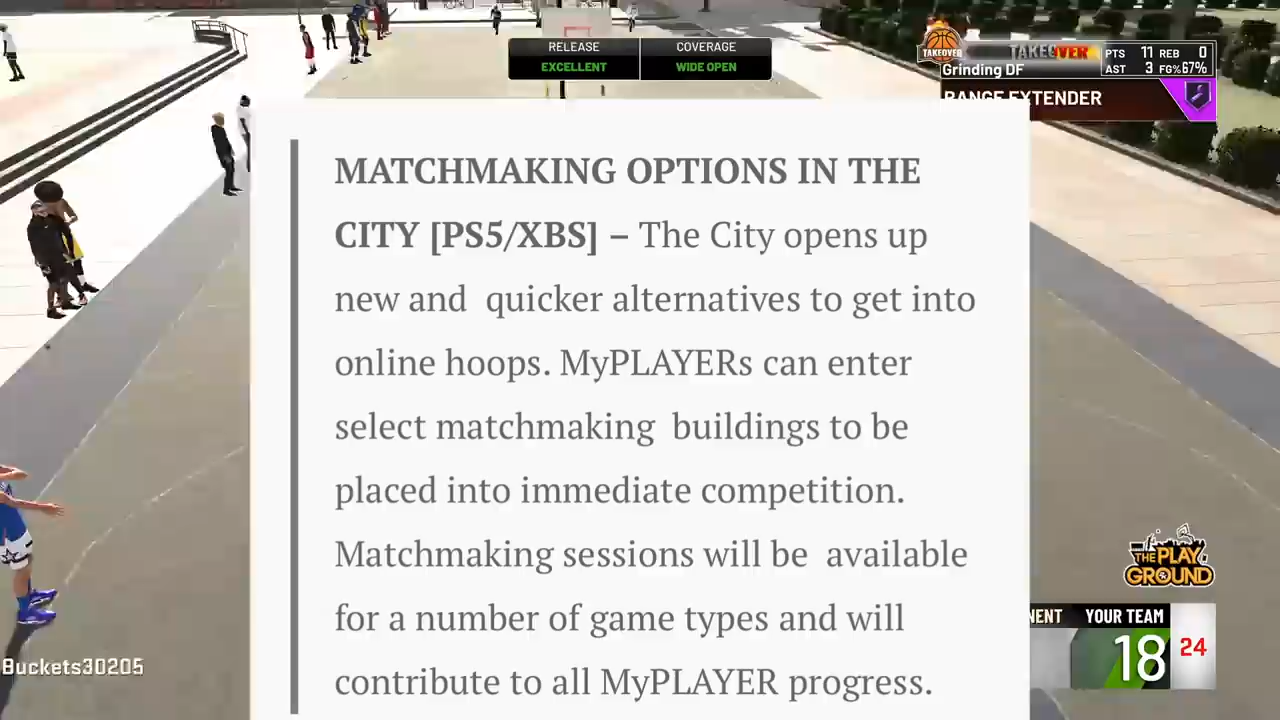 RELEASE
EXCELLENT
COVERAGE
WIDE OPEN
TAKEOVER
TAKEOVER
PTS 11 REB 0
AST 3 FG% 67%
Grinding DF
RANGE EXTENDER
MATCHMAKING OPTIONS IN THE
CITY [PS5/XBS] – The City opens up
new and quicker alternatives to get into
online hoops. MyPLAYERs can enter
select matchmaking buildings to be
placed into immediate competition.
Matchmaking sessions will be available
for a number of game types and will
contribute to all MyPLAYER progress.
THE PLAY
GROUND
NENT YOUR TEAM
18 24
Buckets30205